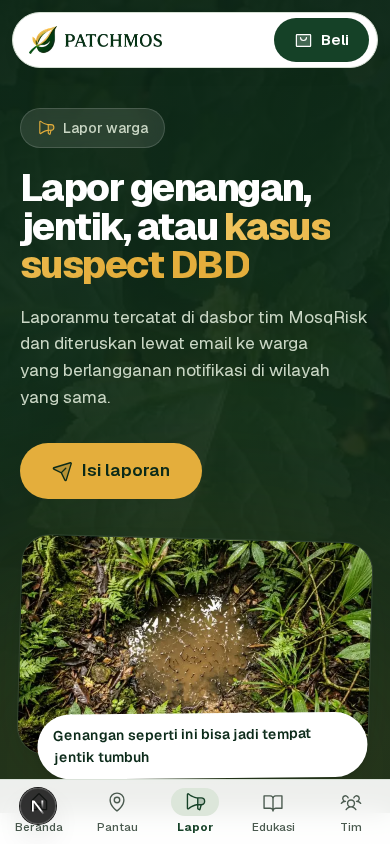 PATCHMOS
Beli
Lapor warga
Lapor genangan,
jentik, atau kasus
suspect DBD
Laporanmu tercatat di dasbor tim MosqRisk
dan diteruskan lewat email ke warga
yang berlangganan notifikasi di wilayah
yang sama.
Isi laporan
Genangan seperti ini bisa jadi tempat
jentik tumbuh
N
Beranda Pantau Lapor Edukasi Tim